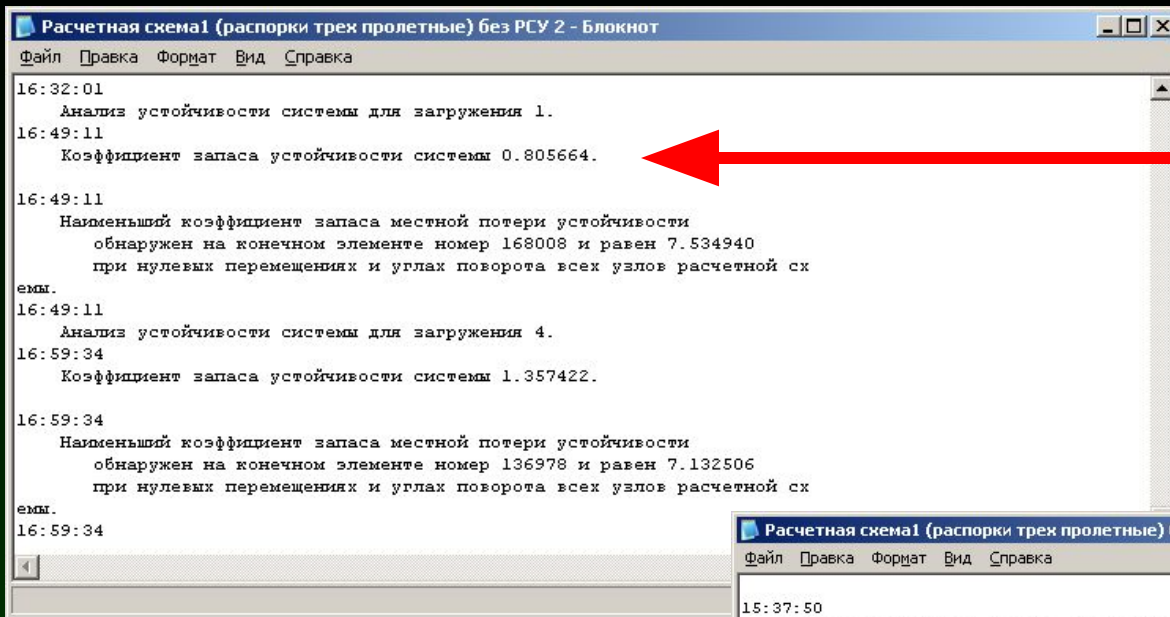 Расчетная схема1 (распорки трех пролетные) без РСУ 2 - Блокнот
Файл Правка Формат Вид Справка
16:32:01
Анализ устойчивости системы для загружения 1.
16:49:11
Коэффициент запаса устойчивости системы 0.805664.
16:49:11
Наименьший коэффициент запаса местной потери устойчивости
обнаружен на конечном элементе номер 168008 и равен 7.534940
при нулевых перемещениях и углах поворота всех узлов расчетной сх
емы.
16:49:11
Анализ устойчивости системы для загружения 4.
16:59:34
Коэффициент запаса устойчивости системы 1.357422.
16:59:34
Наименьший коэффициент запаса местной потери устойчивости
обнаружен на конечном элементе номер 136978 и равен 7.132506
при нулевых перемещениях и углах поворота всех узлов расчетной сх
емы.
16:59:34
Расчетная схема1 (распорки трех пролетные)
Файл Правка Формат Вид Справка
15:37:50